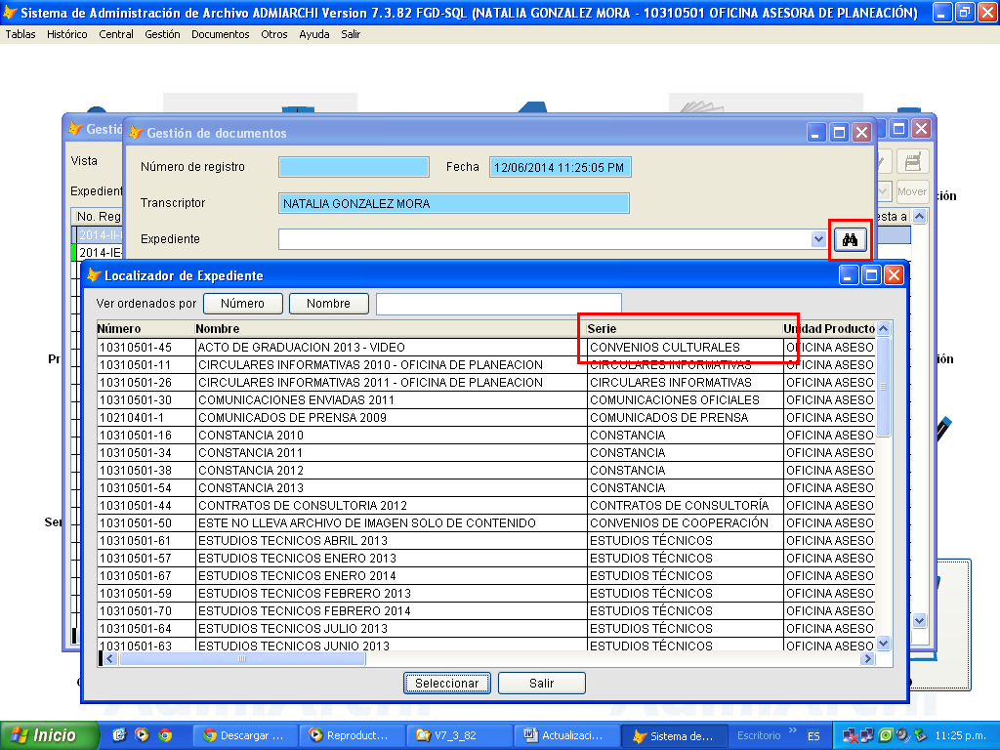 Sistema de Administración de Archivo ADMIARCHI Version 7.3.82 FGD-SQL (NATALIA GONZALEZ MORA - 10310501 OFICINA ASESORA DE PLANEACIÓN)
Tablas Histórico Central Gestión Documentos Otros Ayuda Salir
Gestió
Gestión de documentos
Vista
Número de registro
Fecha 12/06/2014 11:25:05 PM
Expedient
Mover
Transcriptor NATALIA GONZALEZ MORA
ión
No. Reg
esta a
2014-II-
2014-IE-
Expediente
Localizador de Expediente
Ver ordenados por Número Nombre
Número Nombre Serie Unidad Producto
10310501-45 ACTO DE GRADUACION 2013 - VIDEO CONVENIOS CULTURALES OFICINA ASESO
10310501-11 CIRCULARES INFORMATIVAS 2010 - OFICINA DE PLANEACION CIRCULARES INFORMATIVAS OFICINA ASESO
10310501-26 CIRCULARES INFORMATIVAS 2011 - OFICINA DE PLANEACION CIRCULARES INFORMATIVAS OFICINA ASESO
10310501-30 COMUNICACIONES ENVIADAS 2011 COMUNICACIONES OFICIALES OFICINA ASESO
10210401-1 COMUNICADOS DE PRENSA 2009 COMUNICADOS DE PRENSA OFICINA ASESO
10310501-16 CONSTANCIA 2010 CONSTANCIA OFICINA ASESO
10310501-34 CONSTANCIA 2011 CONSTANCIA OFICINA ASESO
10310501-38 CONSTANCIA 2012 CONSTANCIA OFICINA ASESO
10310501-54 CONSTANCIA 2013 CONSTANCIA OFICINA ASESO
10310501-44 CONTRATOS DE CONSULTORIA 2012 CONTRATOS DE CONSULTORÍA OFICINA ASESO
10310501-50 ESTE NO LLEVA ARCHIVO DE IMAGEN SOLO DE CONTENIDO CONVENIOS DE COOPERACIÓN OFICINA ASESO
10310501-61 ESTUDIOS TECNICOS ABRIL 2013 ESTUDIOS TÉCNICOS OFICINA ASESO
10310501-57 ESTUDIOS TECNICOS ENERO 2013 ESTUDIOS TÉCNICOS OFICINA ASESO
10310501-67 ESTUDIOS TECNICOS ENERO 2014 ESTUDIOS TÉCNICOS OFICINA ASESO
10310501-59 ESTUDIOS TECNICOS FEBRERO 2013 ESTUDIOS TÉCNICOS OFICINA ASESO
10310501-70 ESTUDIOS TECNICOS FEBRERO 2014 ESTUDIOS TÉCNICOS OFICINA ASESO
10310501-64 ESTUDIOS TECNICOS JULIO 2013 ESTUDIOS TÉCNICOS OFICINA ASESO
10310501-63 ESTUDIOS TECNICOS JUNIO 2013 ESTUDIOS TÉCNICOS OFICINA ASESO
Pr
ión
Ser
Seleccionar Salir
Inicio Descargar ... Reproduct... V7_3_82 Actualizaci... Sistema de... Escritorio » ES 11:25 p.m.